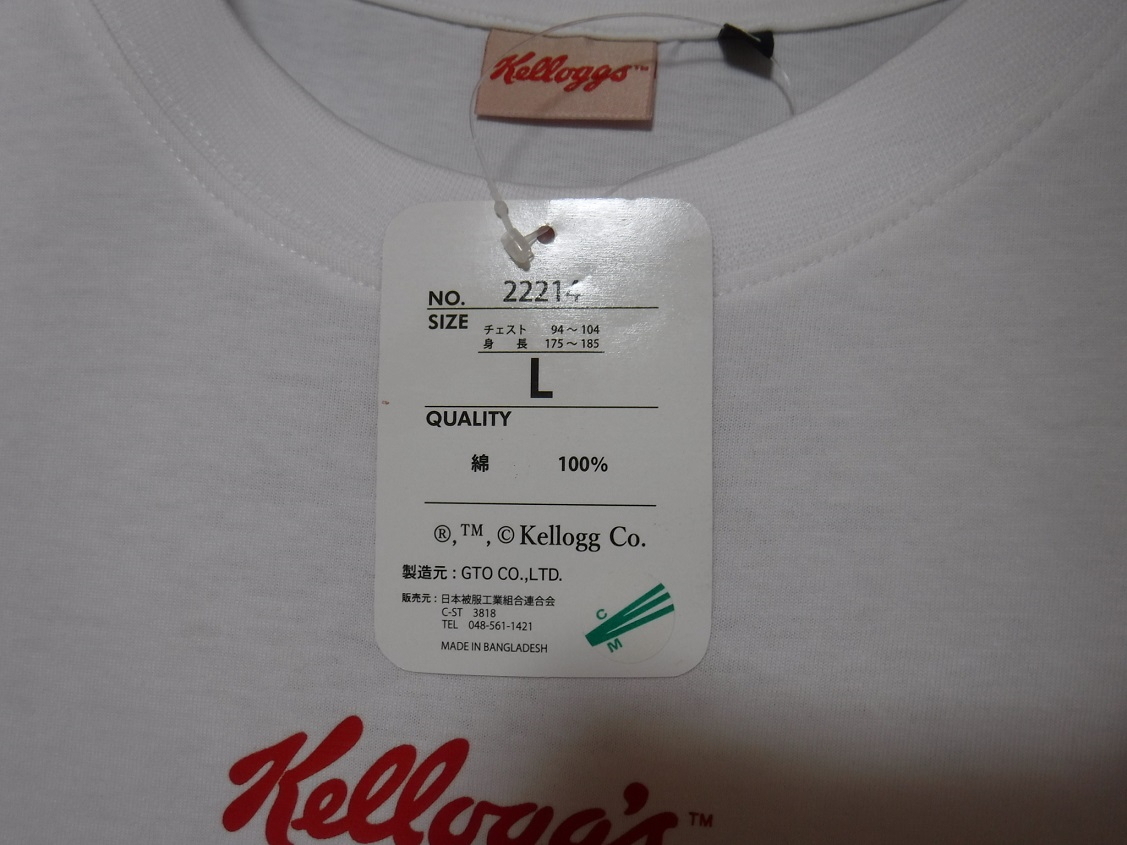 Kelloggs™
NO. 22214
SIZE
チェスト 94～104
身 長 175～185
L
QUALITY
綿 100%
®,™,©Kellogg Co.
製造元：GTO CO.,LTD.
販売元：日本被服工業組合連合会
C-ST 3818
TEL 048-561-1421
MADE IN BANGLADESH
C
M
Kellogg's™